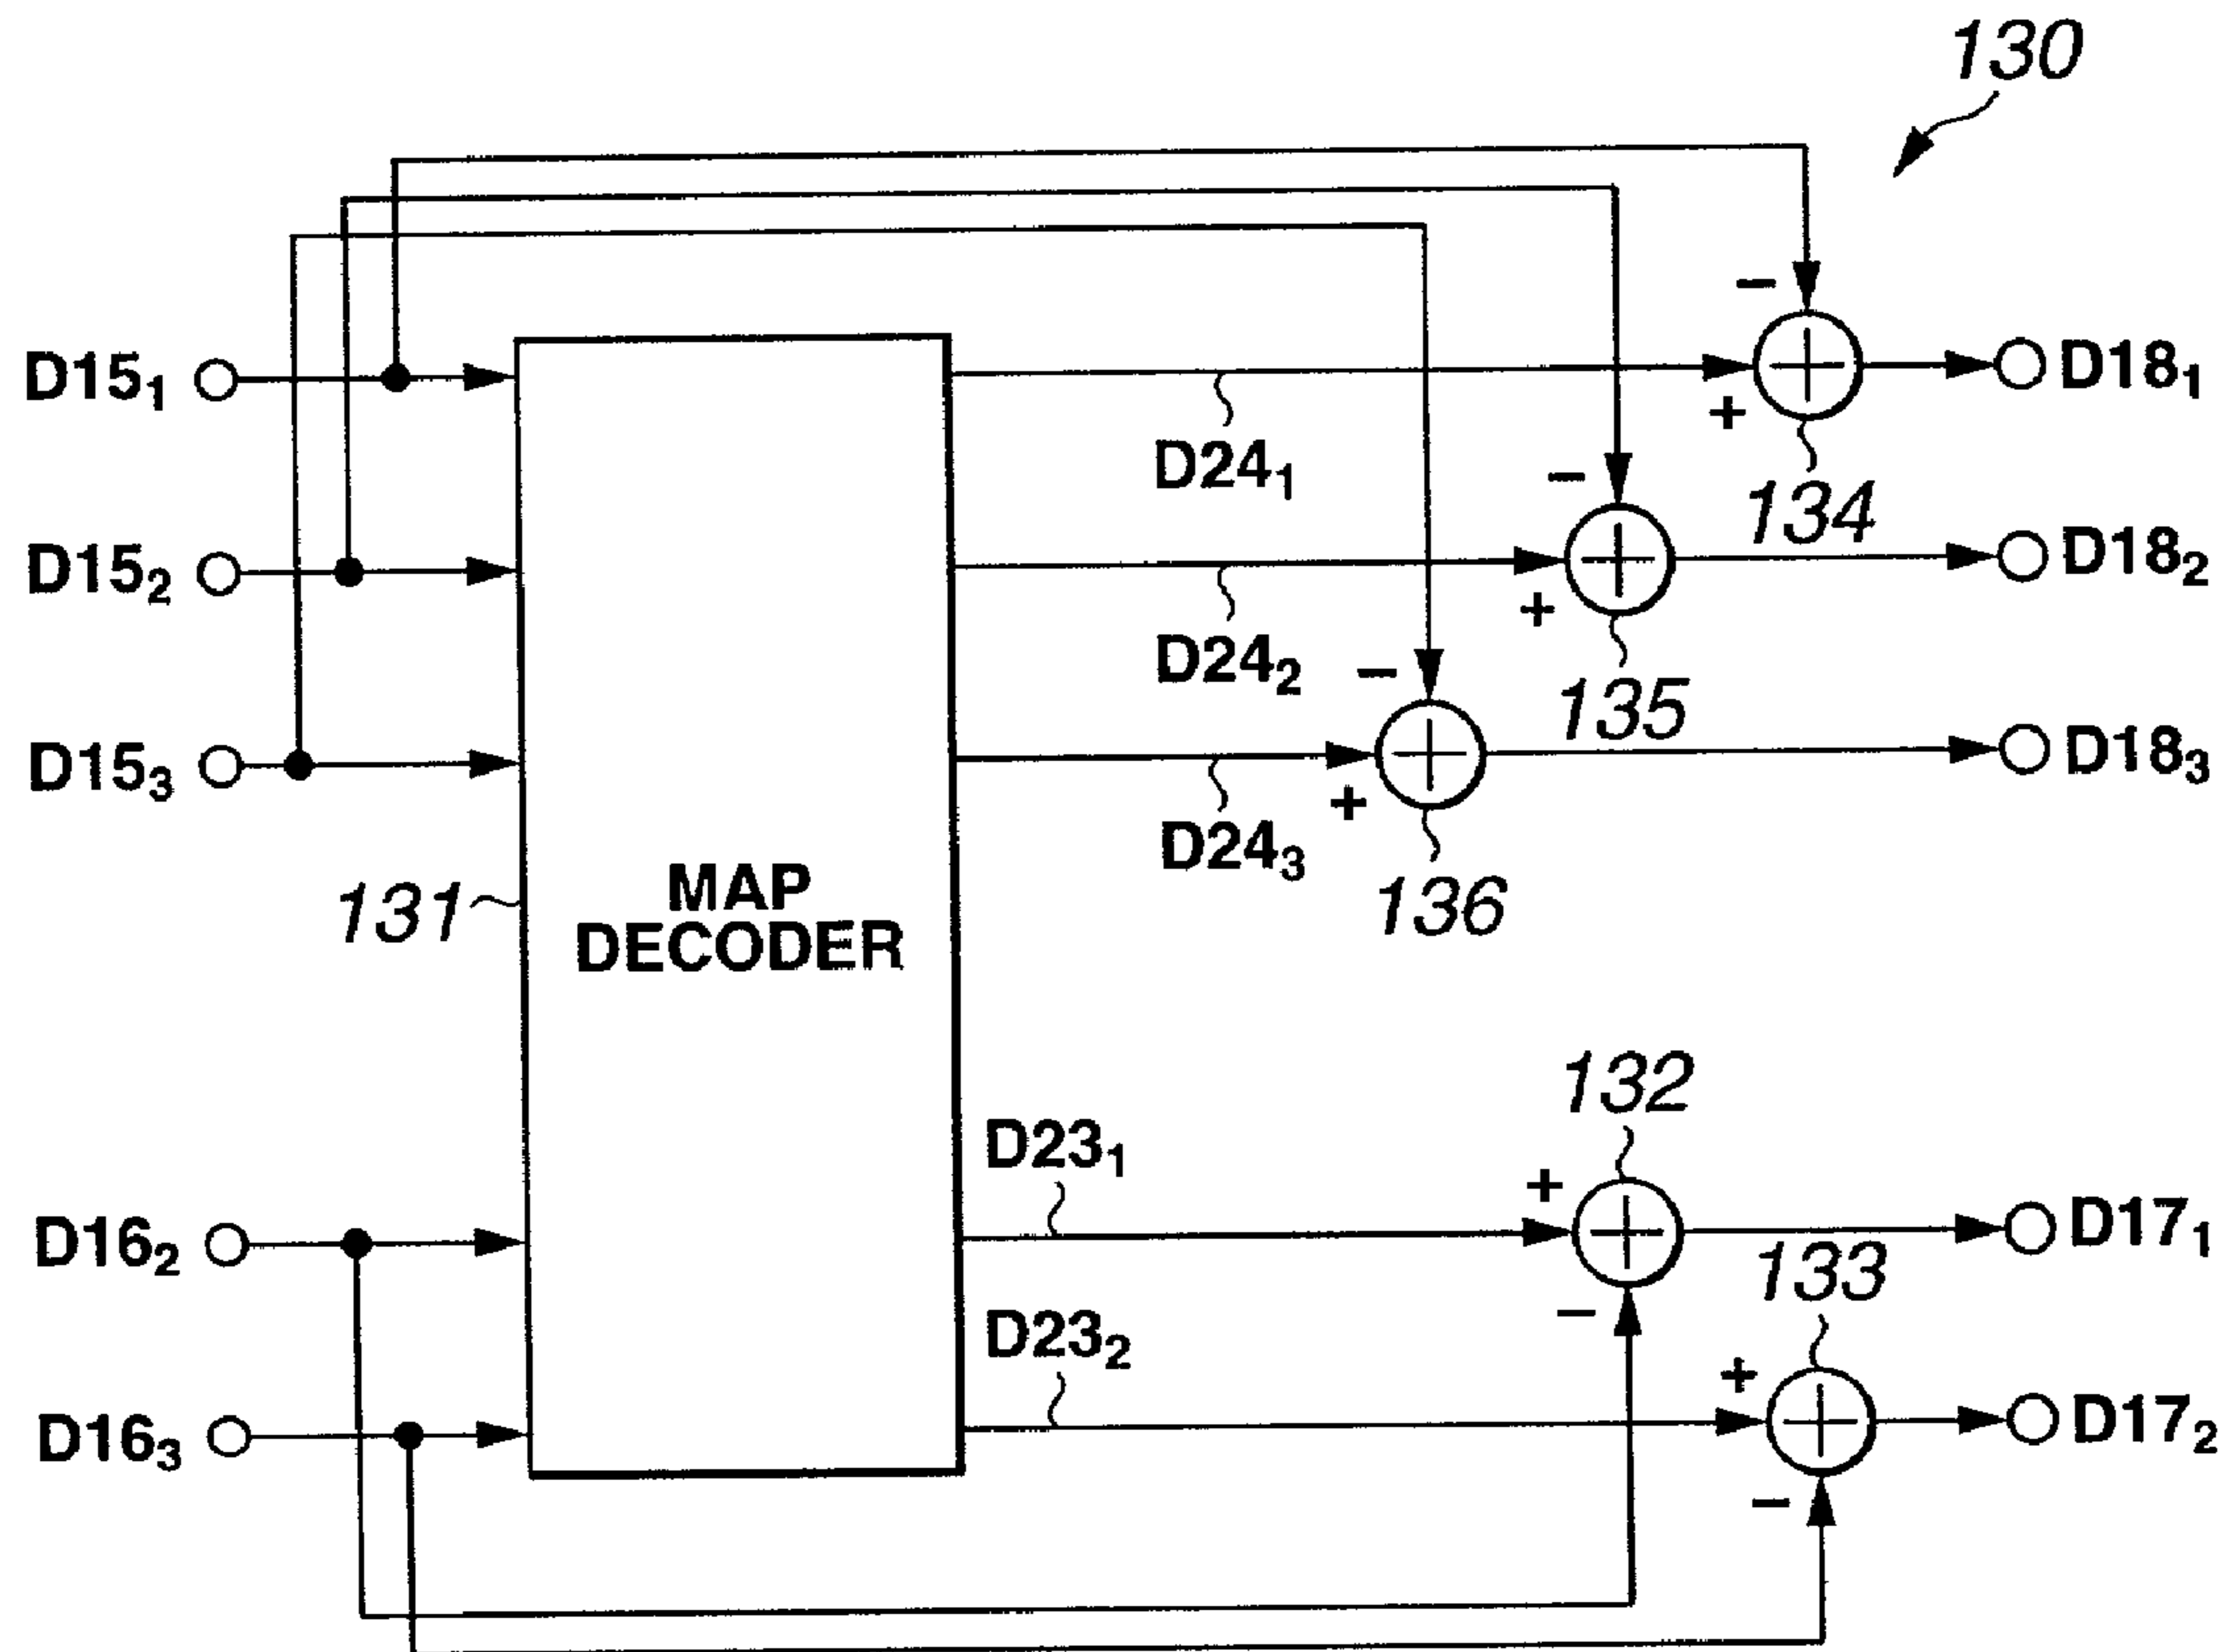 130
D15₁
D18₁
+
−
134
D24₁
D15₂
D18₂
+
−
135
D24₂
D15₃
D18₃
+
−
136
D24₃
131
MAP
DECODER
132
D23₁
D16₂
+
−
D17₁
133
D23₂
D16₃
+
−
D17₂